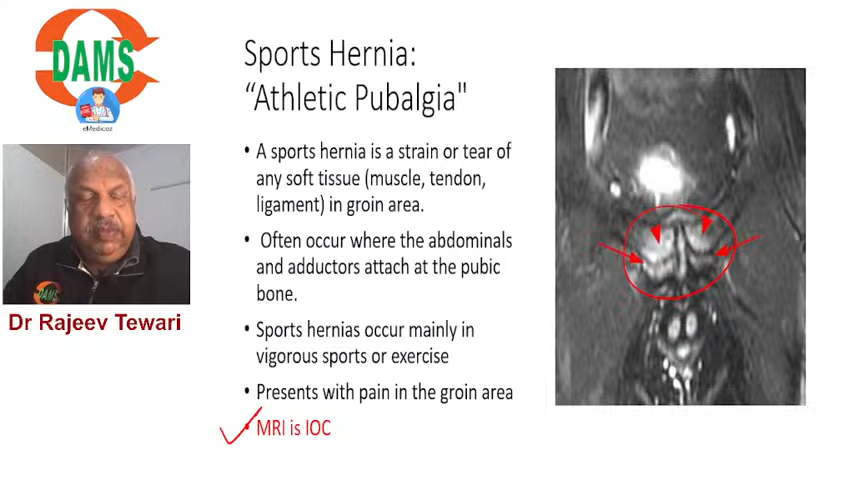 DAMS
eMedicoz
DAMS
Dr Rajeev Tewari
Sports Hernia:
“Athletic Pubalgia"
• A sports hernia is a strain or tear of
any soft tissue (muscle, tendon,
ligament) in groin area.
• Often occur where the abdominals
and adductors attach at the pubic
bone.
• Sports hernias occur mainly in
vigorous sports or exercise
• Presents with pain in the groin area
• MRI is IOC